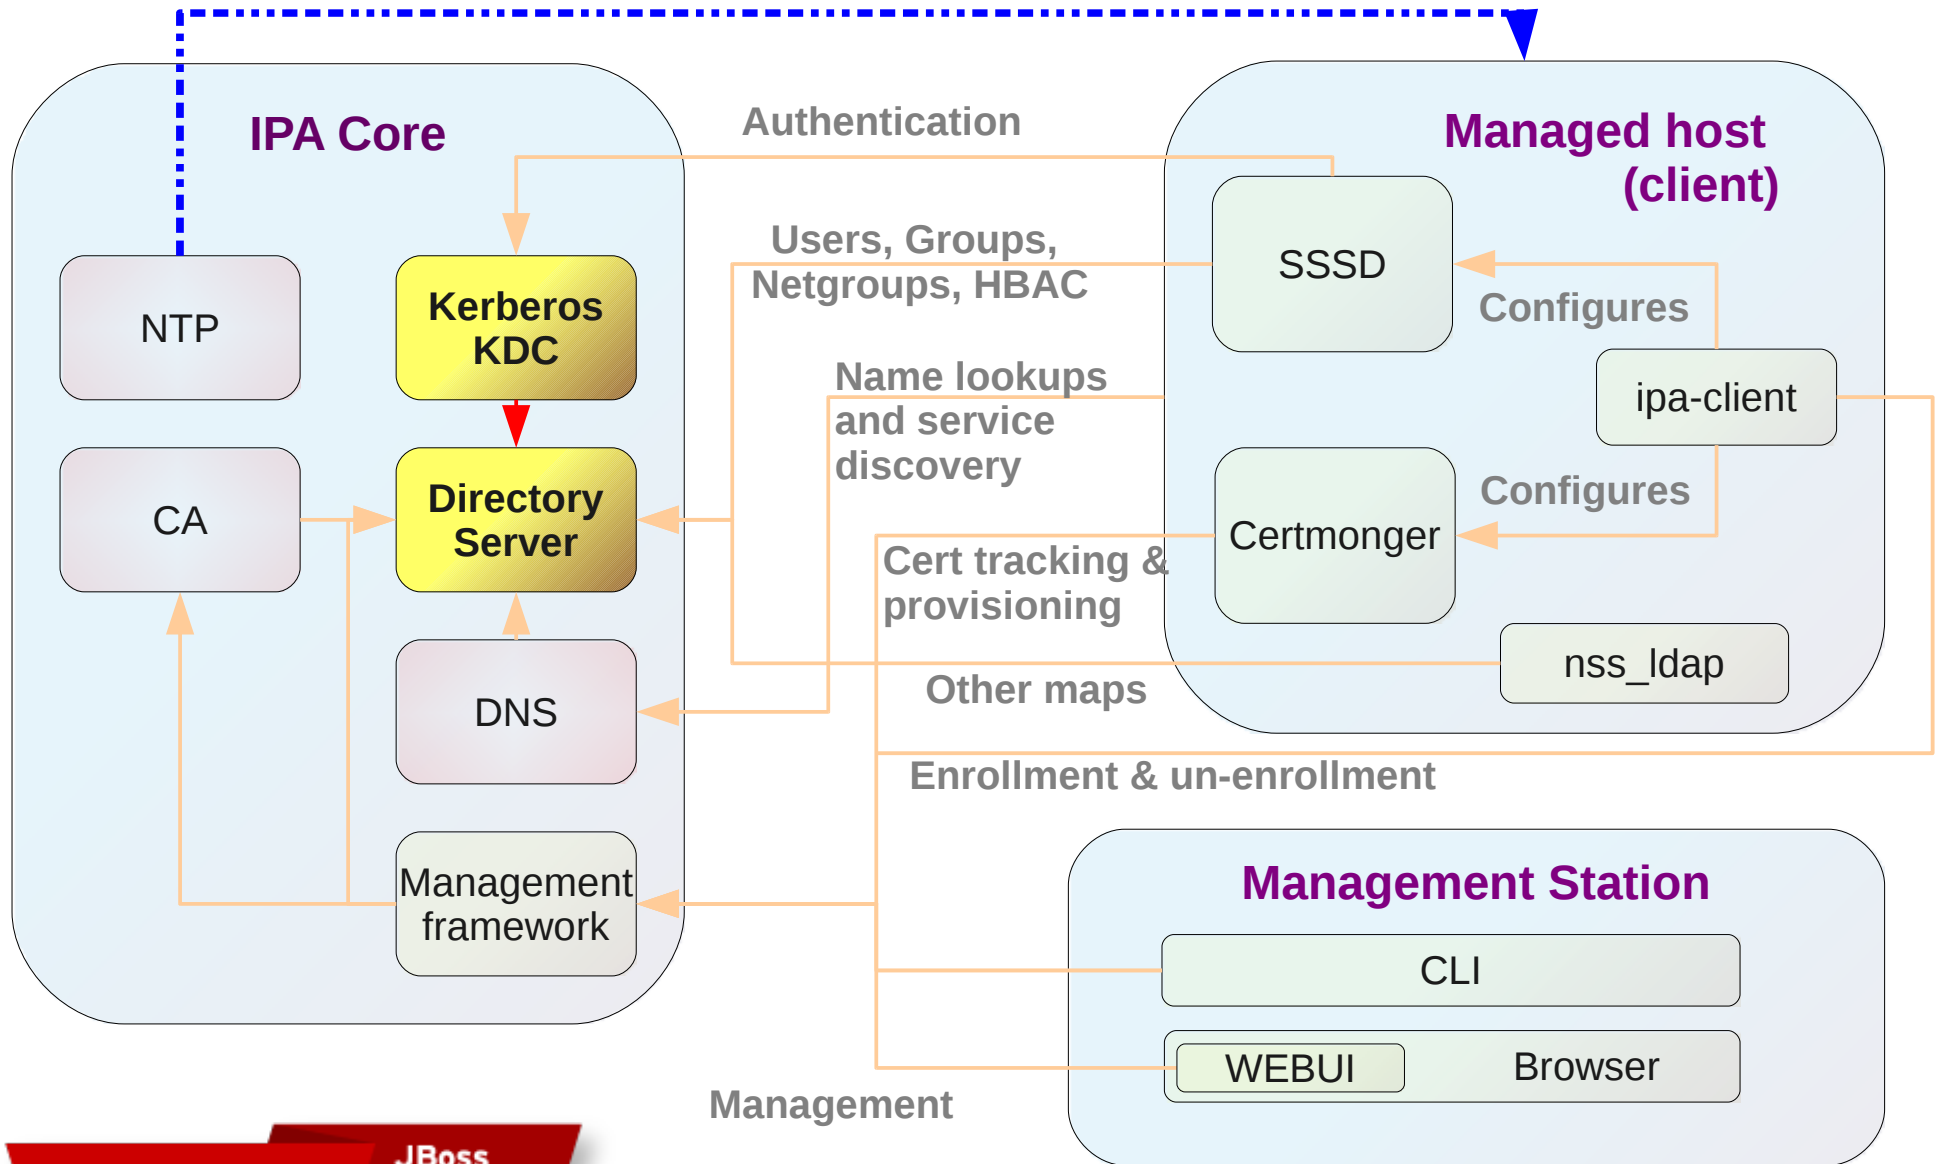 IPA Core
Authentication
Managed host
(client)
Users, Groups,
Netgroups, HBAC
SSSD
NTP
Kerberos
KDC
Configures
Name lookups
and service
discovery
ipa-client
CA
Directory
Server
Configures
Certmonger
Cert tracking &
provisioning
nss_ldap
Other maps
DNS
Enrollment & un-enrollment
Management
framework
Management Station
CLI
WEBUI
Browser
Management
JBoss